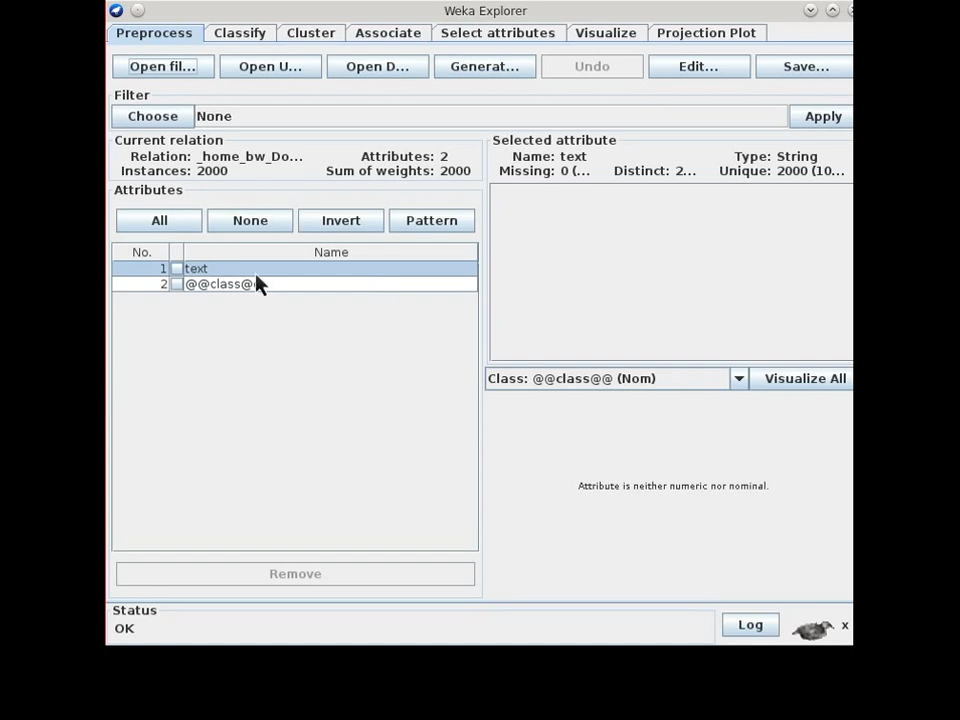 Weka Explorer
Preprocess Classify Cluster Associate Select attributes Visualize Projection Plot
Open fil... Open U... Open D... Generat... Undo Edit... Save...
Filter
Choose None Apply
Current relation
Relation: _home_bw_Do... Attributes: 2
Instances: 2000 Sum of weights: 2000
Selected attribute
Name: text Type: String
Missing: 0 (... Distinct: 2... Unique: 2000 (10...
Attributes
All None Invert Pattern
No. Name
1 text
2 @@class@
Class: @@class@@ (Nom) Visualize All
Attribute is neither numeric nor nominal.
Remove
Status
OK
Log x